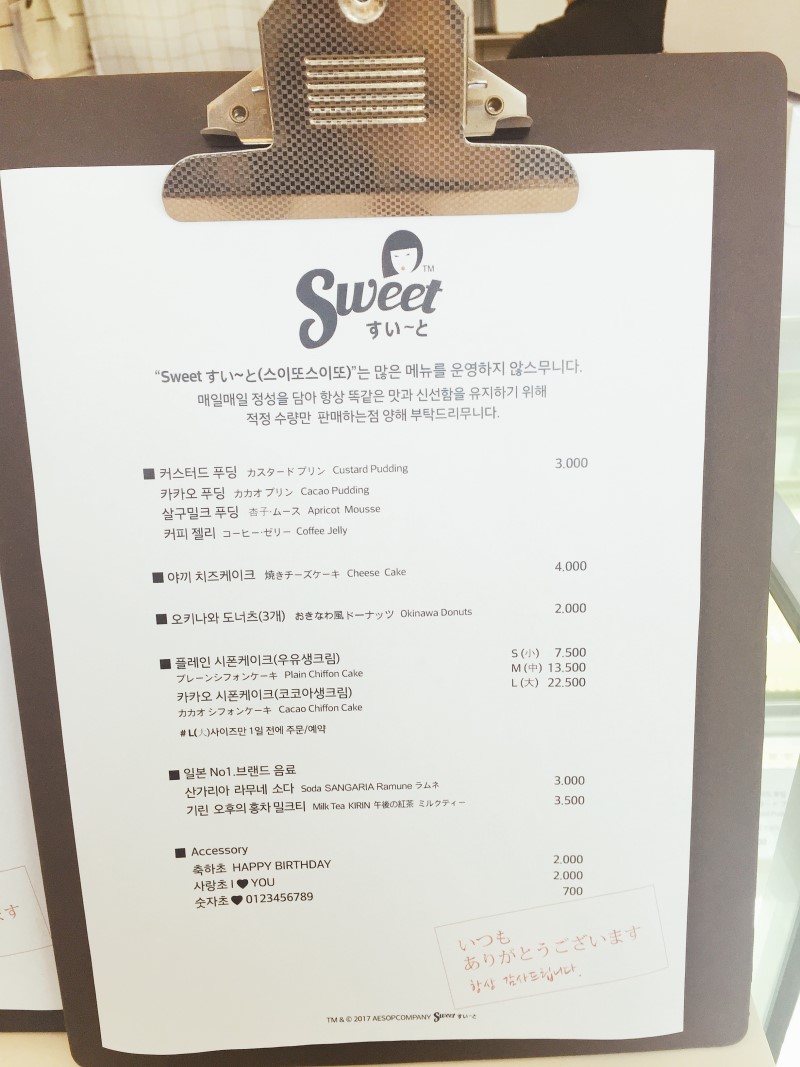 Sweet TM
すい~と
“Sweet すい~と(스이또스이또)”는 많은 메뉴를 운영하지 않스무니다.
매일매일 정성을 담아 항상 똑같은 맛과 신선함을 유지하기 위해
적정 수량만 판매하는점 양해 부탁드리무니다.
■ 커스터드 푸딩 カスタード プリン Custard Pudding 3.000
카카오 푸딩 カカオ プリン Cacao Pudding
살구밀크 푸딩 杏子·ムース Apricot Mousse
커피 젤리 コーヒー·ゼリー Coffee Jelly
■ 야끼 치즈케이크 焼きチーズケーキ Cheese Cake 4.000
■ 오키나와 도너츠(3개) おきなわ風ドーナッツ Okinawa Donuts 2.000
■ 플레인 시폰케이크(우유생크림) S (小) 7.500
プレーンシフォンケーキ Plain Chiffon Cake M (中) 13.500
카카오 시폰케이크(코코아생크림) L (大) 22.500
カカオ シフォンケーキ Cacao Chiffon Cake
# L(人)사이즈만 1일 전에 주문/예약
■ 일본 No1.브랜드 음료
산가리아 라무네 소다 Soda SANGARIA Ramune ラムネ 3.000
기린 오후의 홍차 밀크티 Milk Tea KIRIN 午後の紅茶 ミルクティー 3.500
■ Accessory
축하초 HAPPY BIRTHDAY 2.000
사랑초 I ♥ YOU 2.000
숫자초 ♥ 0123456789 700
いつも
ありがとうございます
항상 감사드립니다.
TM & © 2017 AESOPCOMPANY Sweet すい~と
ます